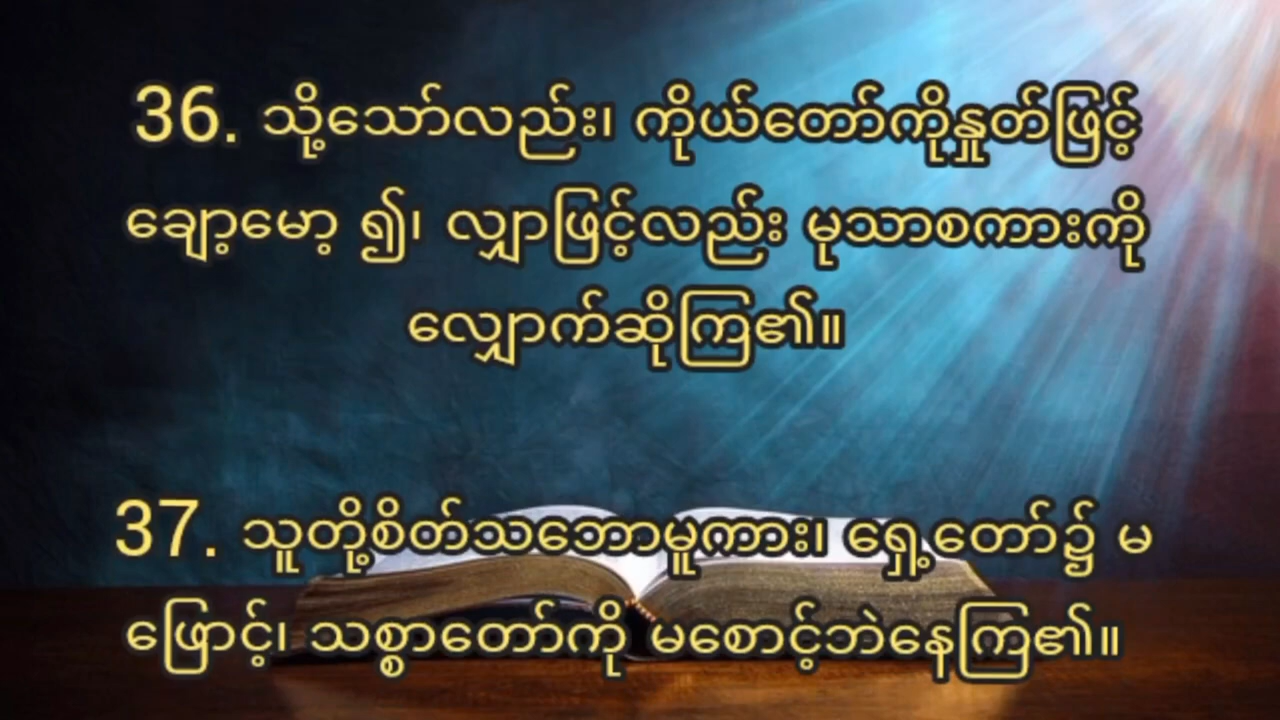 36. သို့သော်လည်း၊ ကိုယ်တော်ကိုနှုတ်ဖြင့်
ချော့မော့ ၍၊ လျှာဖြင့်လည်း မုသာစကားကို
လျှောက်ဆိုကြ၏။
37. သူတို့စိတ်သဘောမူကား၊ ရှေ့တော်၌ မ
ဖြောင့်၊ သစ္စာတော်ကို မစောင့်ဘဲနေကြ၏။